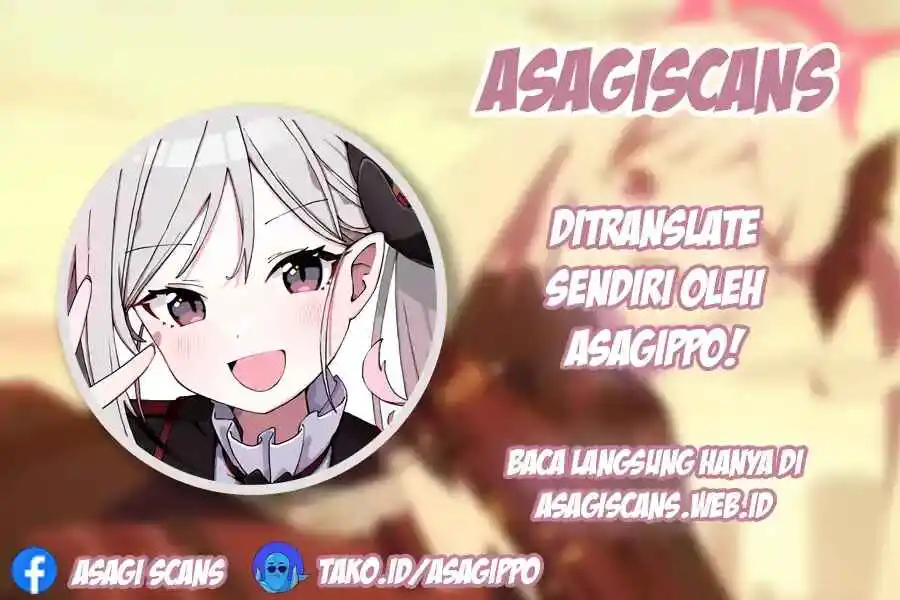 ASAGISCANS
DITRANSLATE
SENDIRI OLEH
ASAGIPPO!
BACA LANGSUNG HANYA DI
ASAGISCANS.WEB.ID
ASAGI SCANS
TAKO.ID/ASAGIPPO